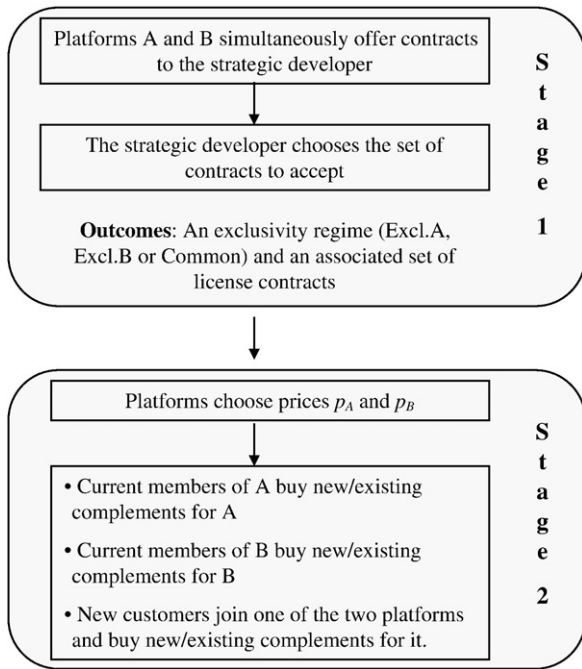 Platforms A and B simultaneously offer contracts
to the strategic developer
The strategic developer chooses the set of
contracts to accept
Outcomes: An exclusivity regime (Excl.A,
Excl.B or Common) and an associated set of
license contracts
S
t
a
g
e
1
Platforms choose prices p_A and p_B
• Current members of A buy new/existing
complements for A
• Current members of B buy new/existing
complements for B
• New customers join one of the two platforms
and buy new/existing complements for it.
S
t
a
g
e
2